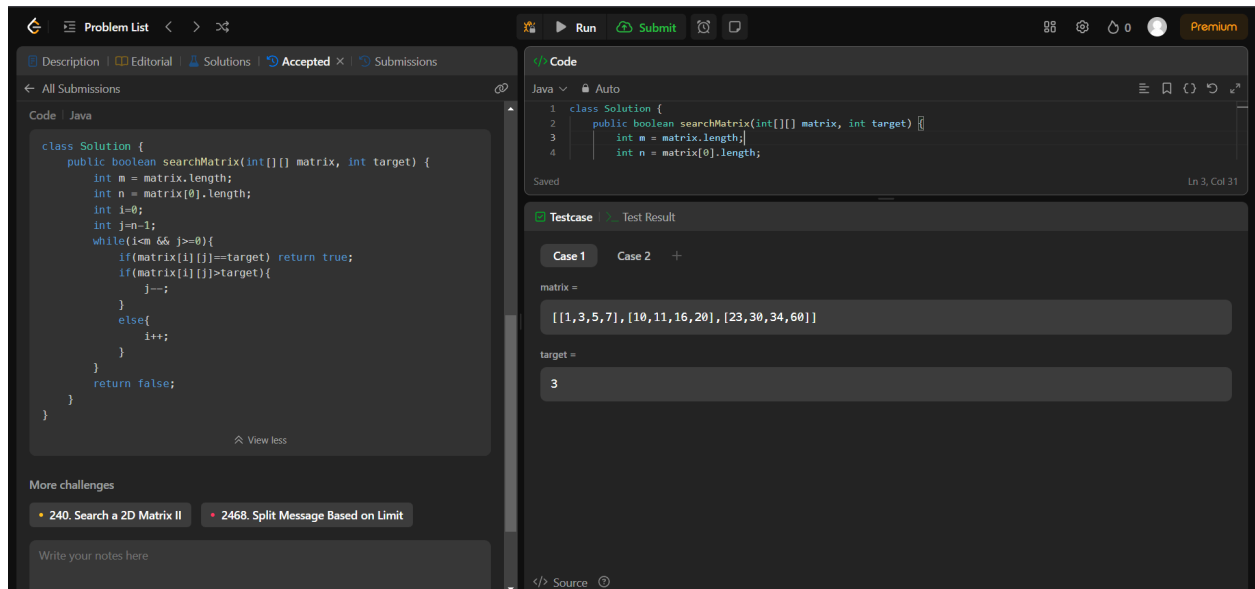 Problem List
Run
Submit
0
Premium
Description
Editorial
Solutions
Accepted
Submissions
All Submissions
Code
Java
class Solution {
public boolean searchMatrix(int[][] matrix, int target) {
int m = matrix.length;
int n = matrix[0].length;
int i=0;
int j=n-1;
while(i<m && j>=0){
if(matrix[i][j]==target) return true;
if(matrix[i][j]>target){
j--;
}
else{
i++;
}
}
return false;
}
}
View less
More challenges
240. Search a 2D Matrix II
2468. Split Message Based on Limit
Write your notes here
</> Code
Java
Auto
1 class Solution {
2 public boolean searchMatrix(int[][] matrix, int target) {
3 int m = matrix.length;
4 int n = matrix[0].length;
Saved
Ln 3, Col 31
Testcase
>_ Test Result
Case 1
Case 2
+
matrix =
[[1,3,5,7],[10,11,16,20],[23,30,34,60]]
target =
3
</> Source